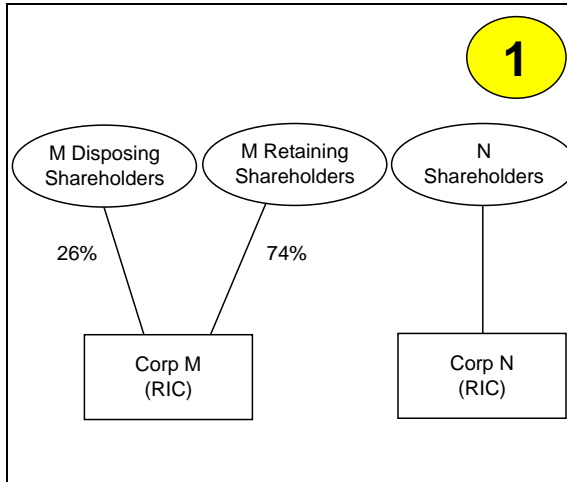 1
M Disposing
Shareholders
M Retaining
Shareholders
N
Shareholders
26%
74%
Corp M
(RIC)
Corp N
(RIC)